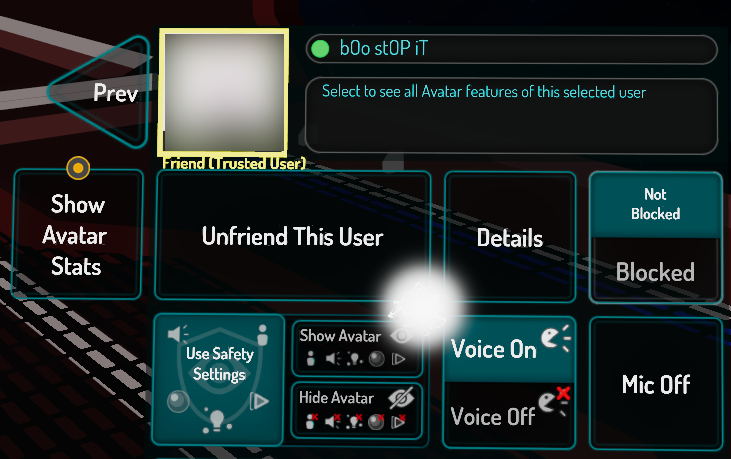 bOo stOP iT
Prev
Select to see all Avatar features of this selected user
Friend (Trusted User)
Show
Avatar
Stats
Unfriend This User
Details
Not
Blocked
Blocked
Use Safety
Settings
Show Avatar
Hide Avatar
Voice On
Voice Off
Mic Off